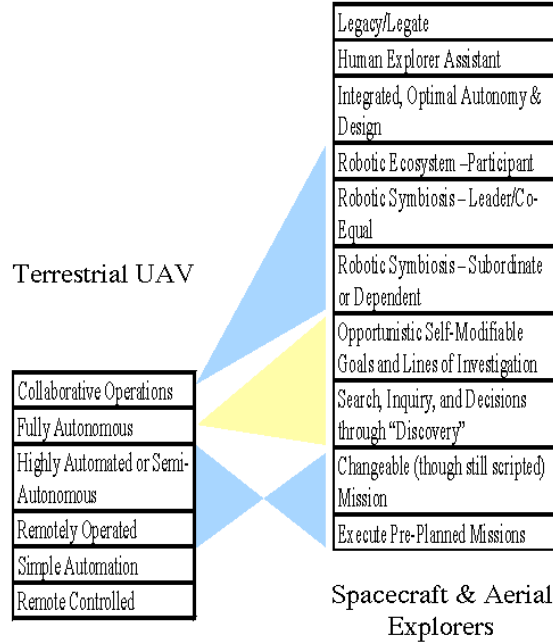 Terrestrial UAV
Collaborative Operations
Fully Autonomous
Highly Automated or Semi-
Autonomous
Remotely Operated
Simple Automation
Remote Controlled
Legacy/Legate
Human Explorer Assistant
Integrated, Optimal Autonomy &
Design
Robotic Ecosystem –Participant
Robotic Symbiosis – Leader/Co-
Equal
Robotic Symbiosis – Subordinate
or Dependent
Opportunistic Self-Modifiable
Goals and Lines of Investigation
Search, Inquiry, and Decisions
through “Discovery”
Changeable (though still scripted)
Mission
Execute Pre-Planned Missions
Spacecraft & Aerial
Explorers